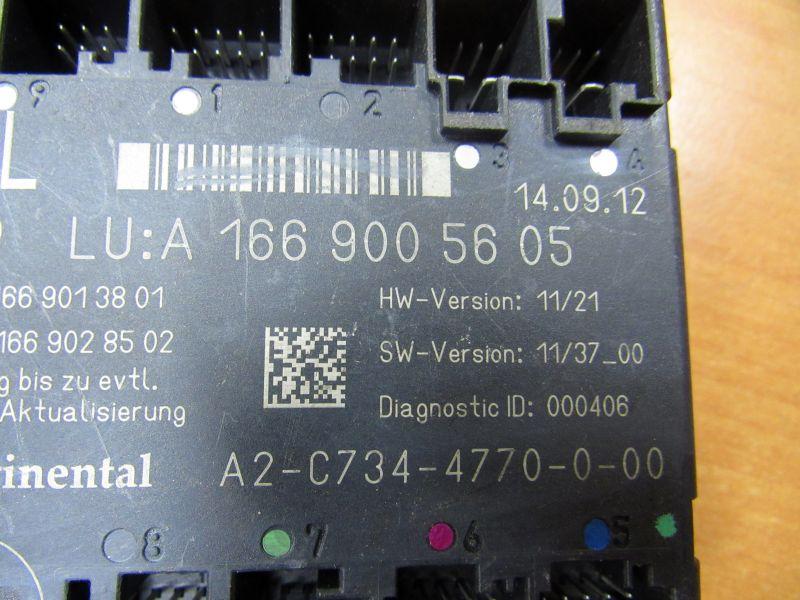 9 1 2
3 4
L
14.09.12
LU:A 166 900 56 05
66 901 38 01
HW-Version: 11/21
166 902 85 02
SW-Version: 11/37_00
g bis zu evtl.
Aktualisierung
Diagnostic ID: 000406
tinental
A2-C734-4770-0-00
8 7 6 5